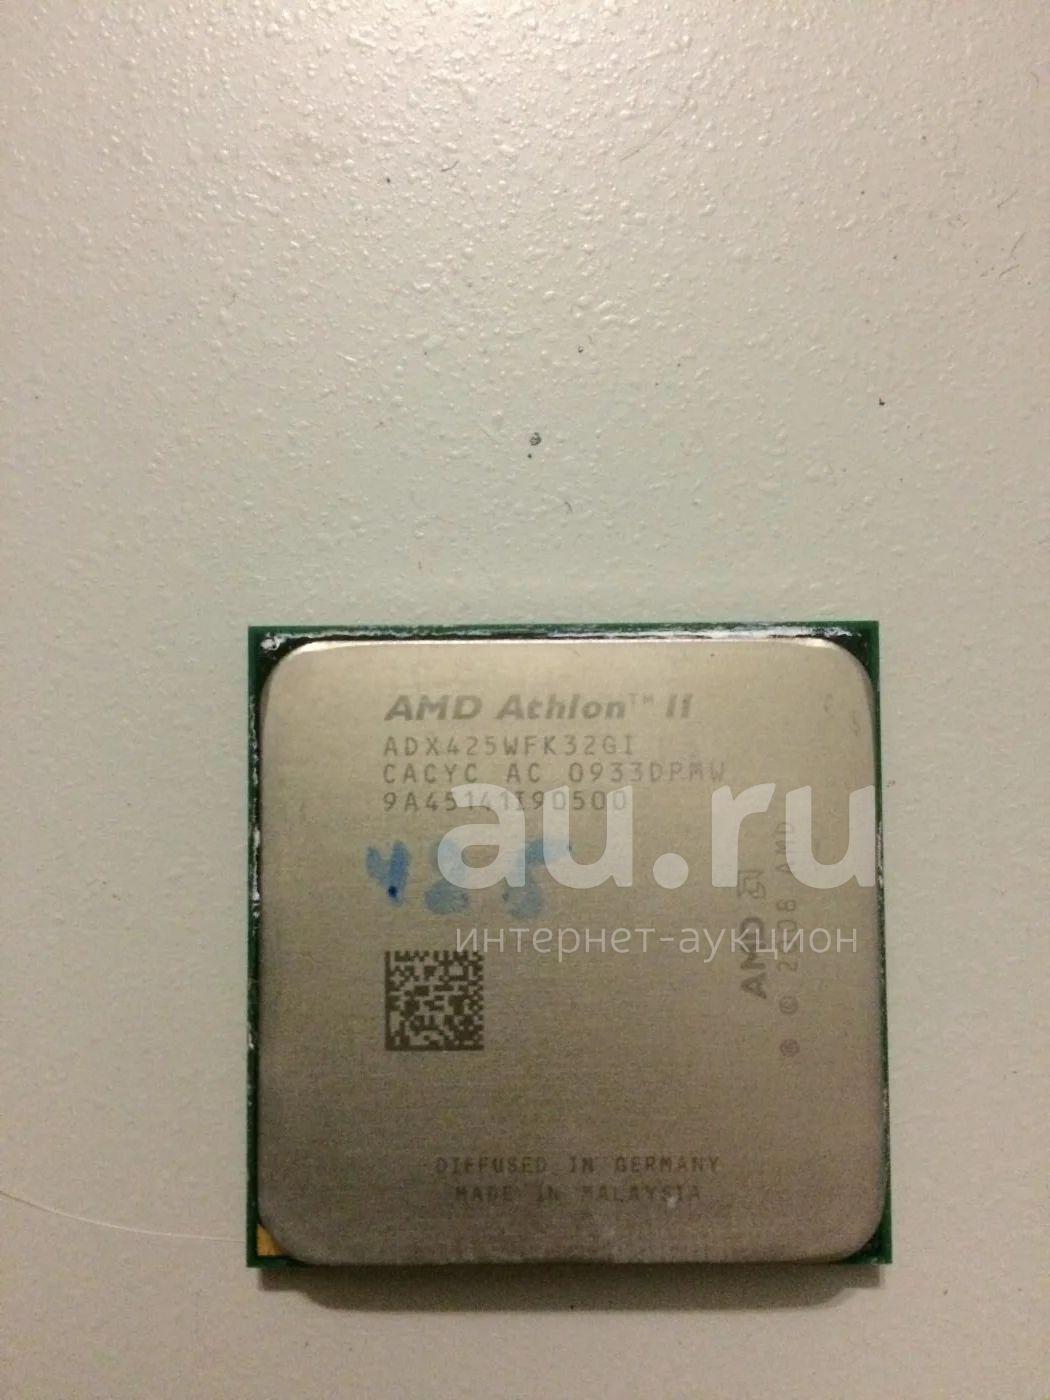 AMD Athlon™ II
ADX425WFK32GI
CACYC AC 0933DPMW
9A45141I90500
au.ru
425
интернет-аукцион
AMD
® © 2008 AMD
DIFFUSED IN GERMANY
MADE IN MALAYSIA